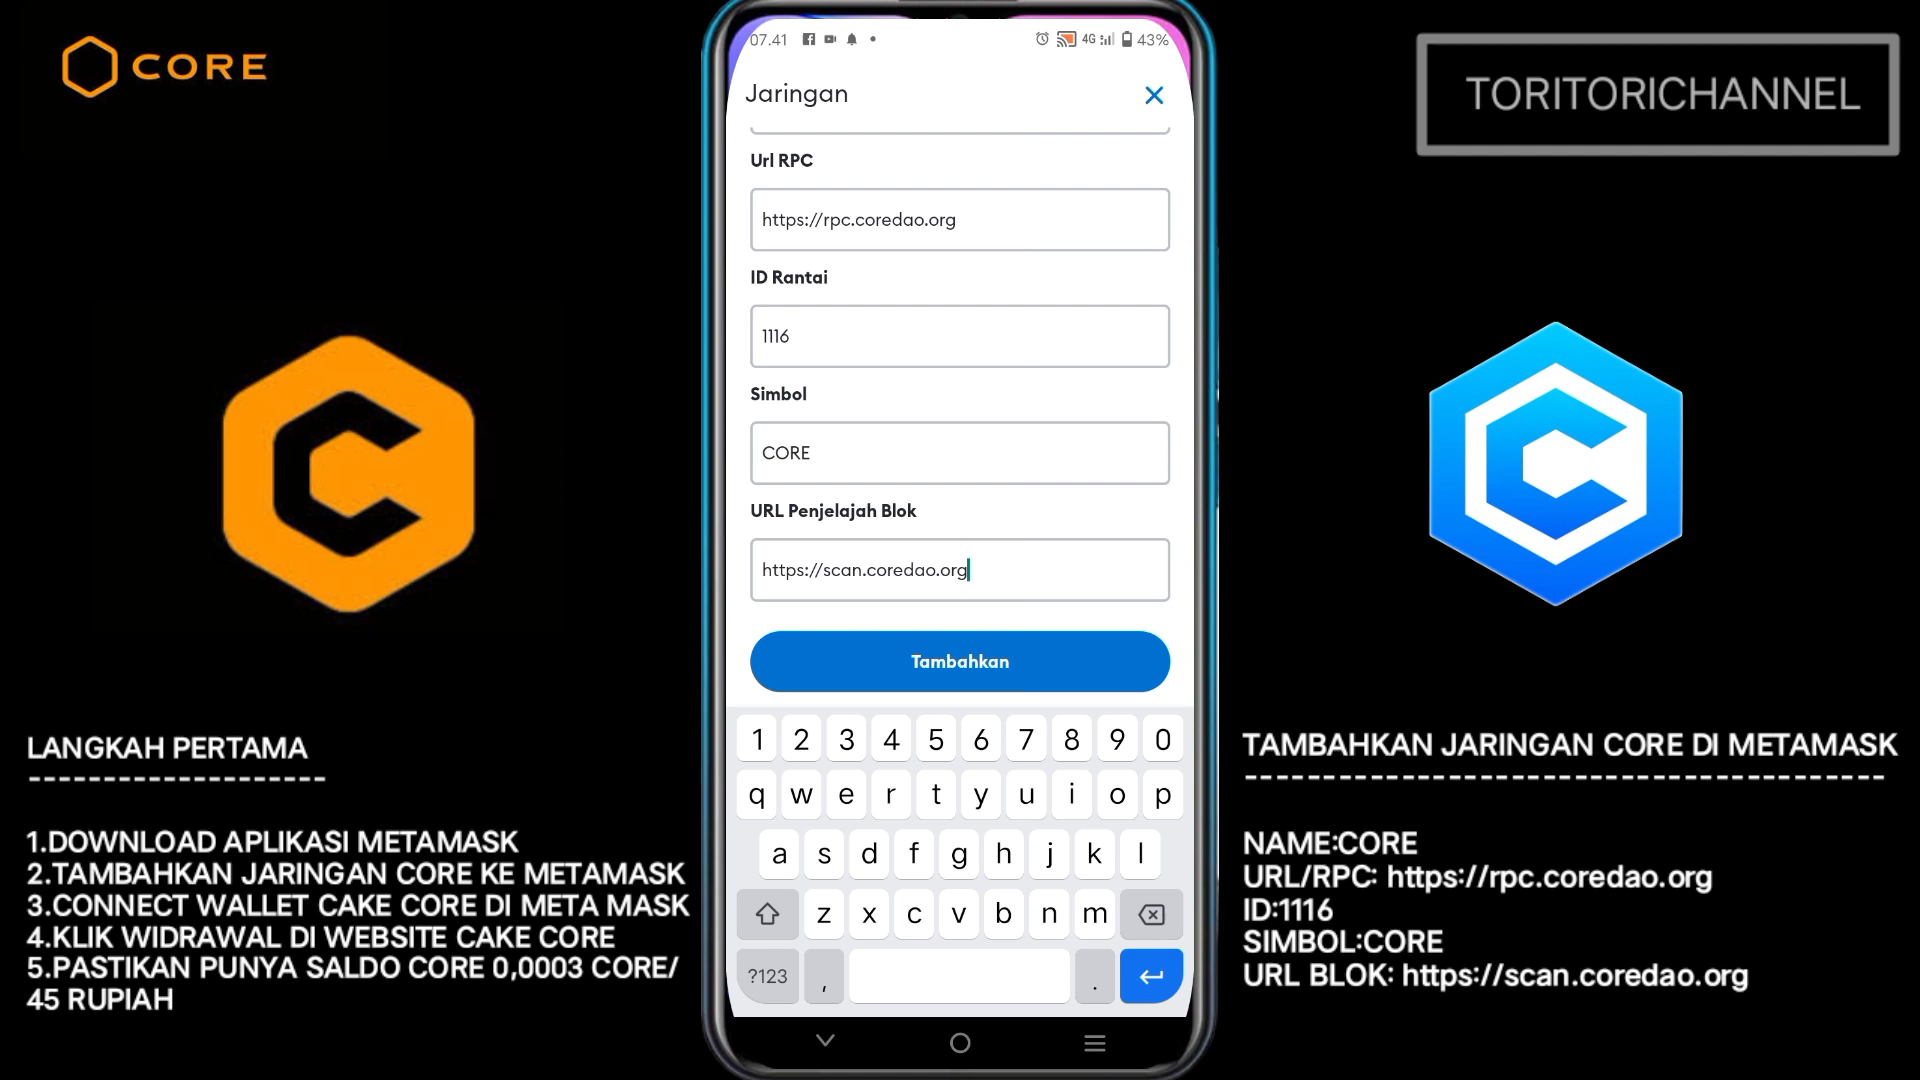 CORE
TORITORICHANNEL
07.41
4G
43%
Jaringan
Url RPC
https://rpc.coredao.org
ID Rantai
1116
Simbol
CORE
URL Penjelajah Blok
https://scan.coredao.org
Tambahkan
1 2 3 4 5 6 7 8 9 0
q w e r t y u i o p
a s d f g h j k l
z x c v b n m
?123 , .
LANGKAH PERTAMA
--------------------
1.DOWNLOAD APLIKASI METAMASK
2.TAMBAHKAN JARINGAN CORE KE METAMASK
3.CONNECT WALLET CAKE CORE DI META MASK
4.KLIK WIDRAWAL DI WEBSITE CAKE CORE
5.PASTIKAN PUNYA SALDO CORE 0,0003 CORE/
45 RUPIAH
TAMBAHKAN JARINGAN CORE DI METAMASK
-------------------------------------------
NAME:CORE
URL/RPC: https://rpc.coredao.org
ID:1116
SIMBOL:CORE
URL BLOK: https://scan.coredao.org